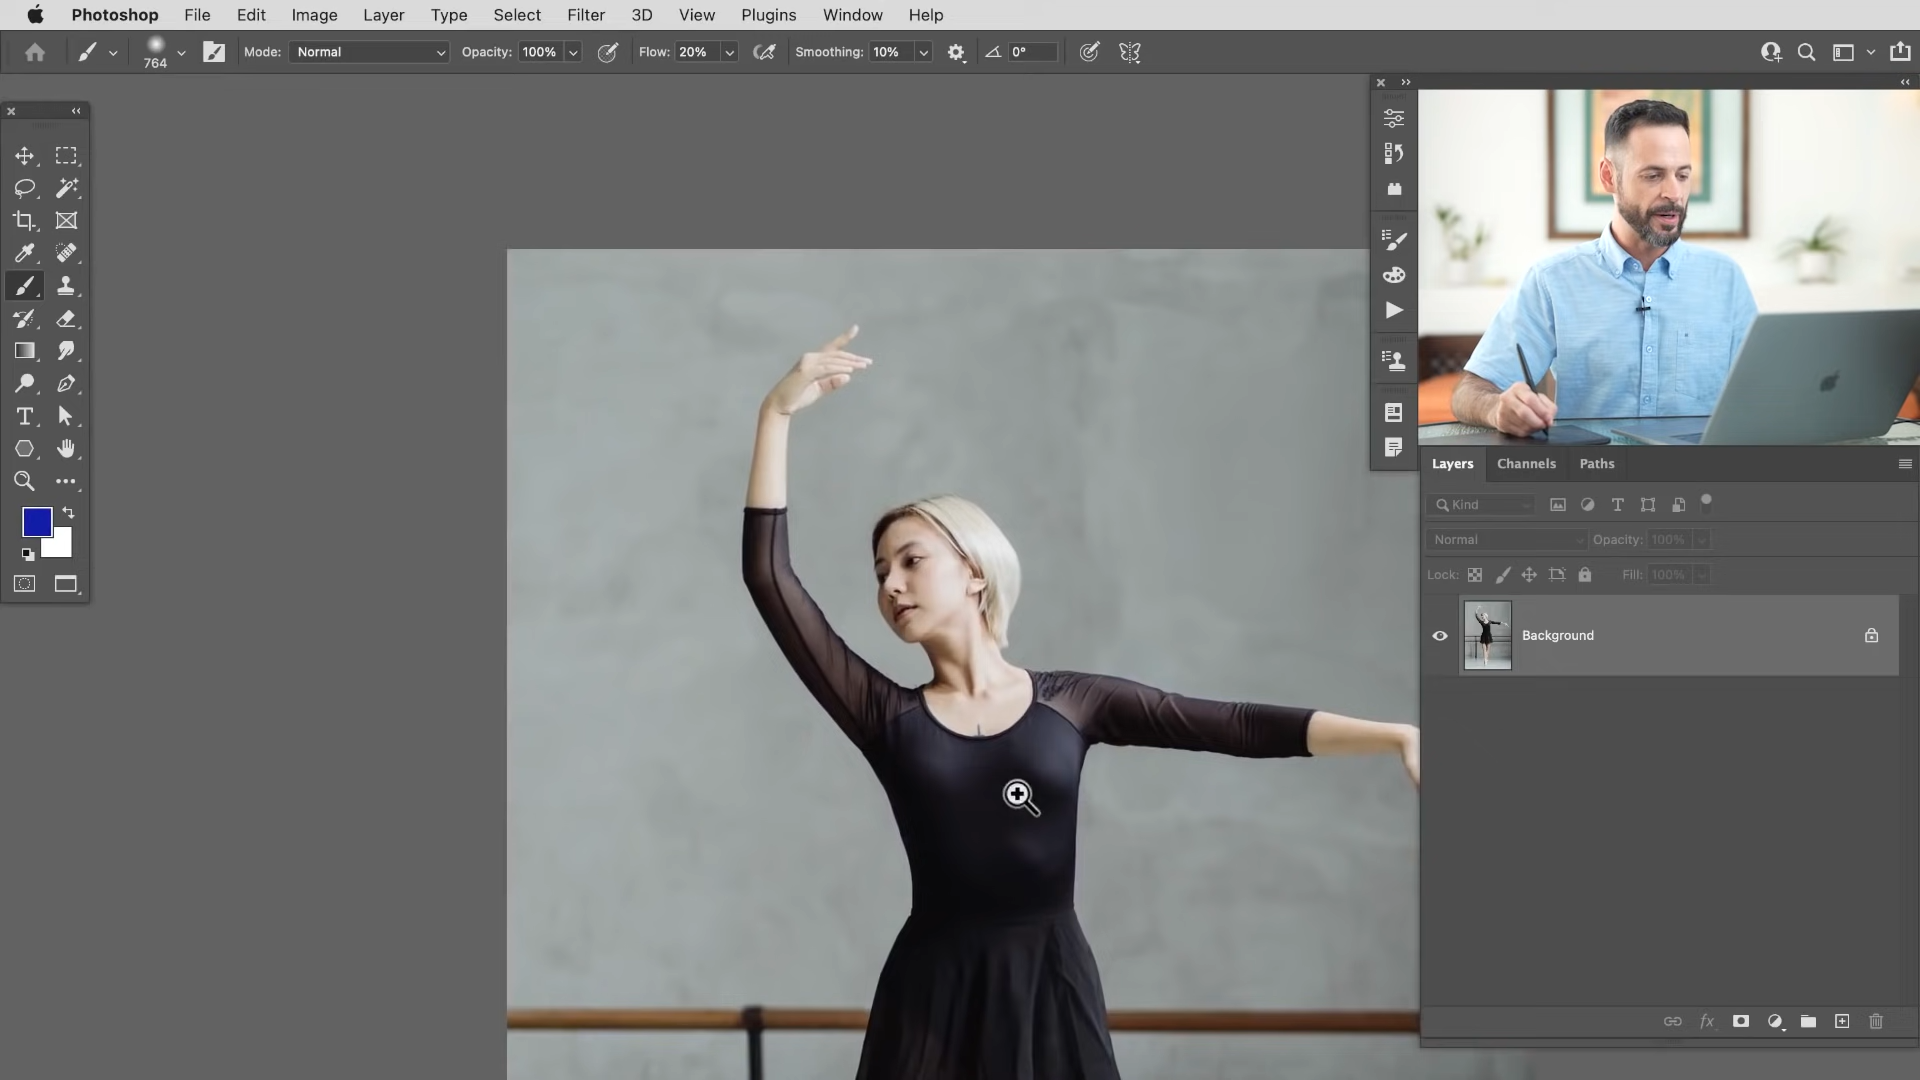 Photoshop File Edit Image Layer Type Select Filter 3D View Plugins Window Help
764 Mode: Normal Opacity: 100% Flow: 20% Smoothing: 10% 0°
Layers Channels Paths
Kind
Normal Opacity: 100%
Lock: Fill: 100%
Background
fx